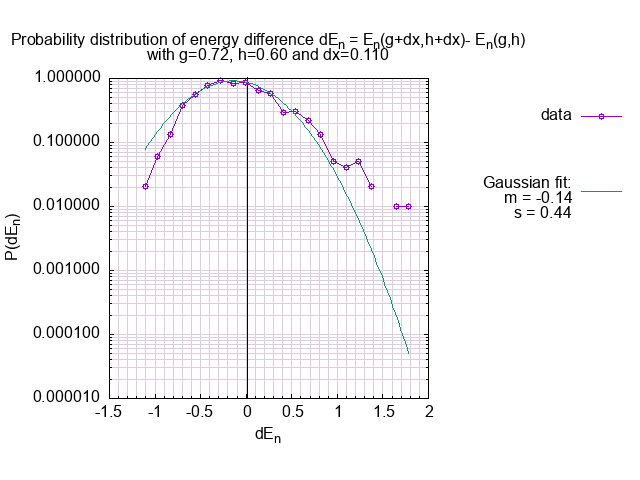 Probability distribution of energy difference dEn = En(g+dx,h+dx)- En(g,h)
with g=0.72, h=0.60 and dx=0.110
1.000000
0.100000
0.010000
0.001000
0.000100
0.000010
P(dEn)
-1.5 -1 -0.5 0 0.5 1 1.5 2
dEn
data
Gaussian fit:
m = -0.14
s = 0.44